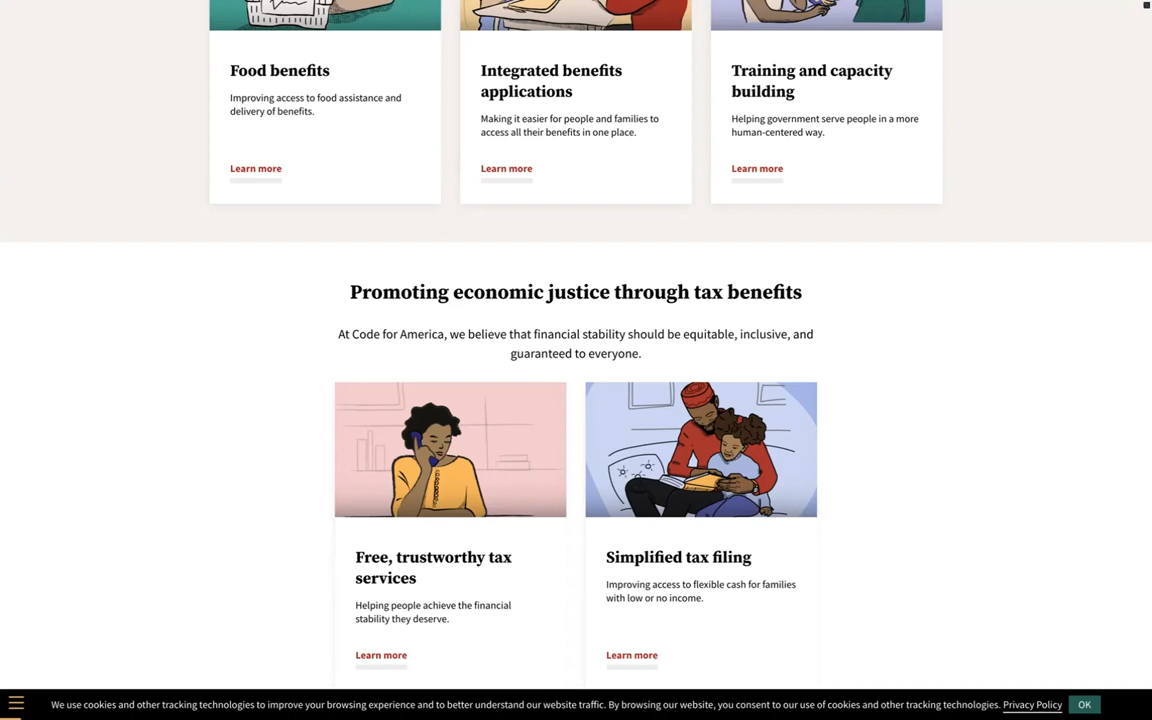 Food benefits
Improving access to food assistance and
delivery of benefits.
Learn more
Integrated benefits
applications
Making it easier for people and families to
access all their benefits in one place.
Learn more
Training and capacity
building
Helping government serve people in a more
human-centered way.
Learn more
Promoting economic justice through tax benefits
At Code for America, we believe that financial stability should be equitable, inclusive, and
guaranteed to everyone.
Free, trustworthy tax
services
Helping people achieve the financial
stability they deserve.
Learn more
Simplified tax filing
Improving access to flexible cash for families
with low or no income.
Learn more
We use cookies and other tracking technologies to improve your browsing experience and to better understand our website traffic. By browsing our website, you consent to our use of cookies and other tracking technologies. Privacy Policy OK